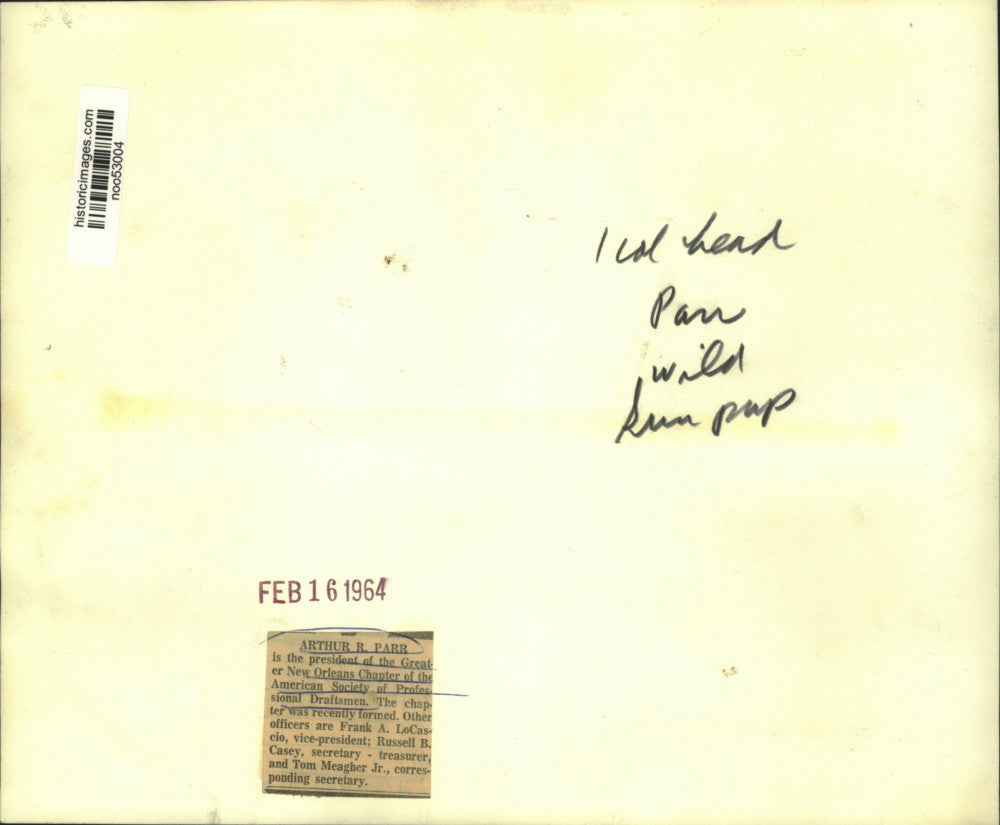 historicimages.com
noo53004
1 col head
Parr
wild
Sun pap
FEB 16 1964
ARTHUR R. PARR
is the president of the Great-
er New Orleans Chapter of the
American Society of Profes-
sional Draftsmen. The chap-
ter was recently formed. Other
officers are Frank A. LoCas-
cio, vice-president; Russell B.
Casey, secretary - treasurer,
and Tom Meagher Jr., corres-
ponding secretary.